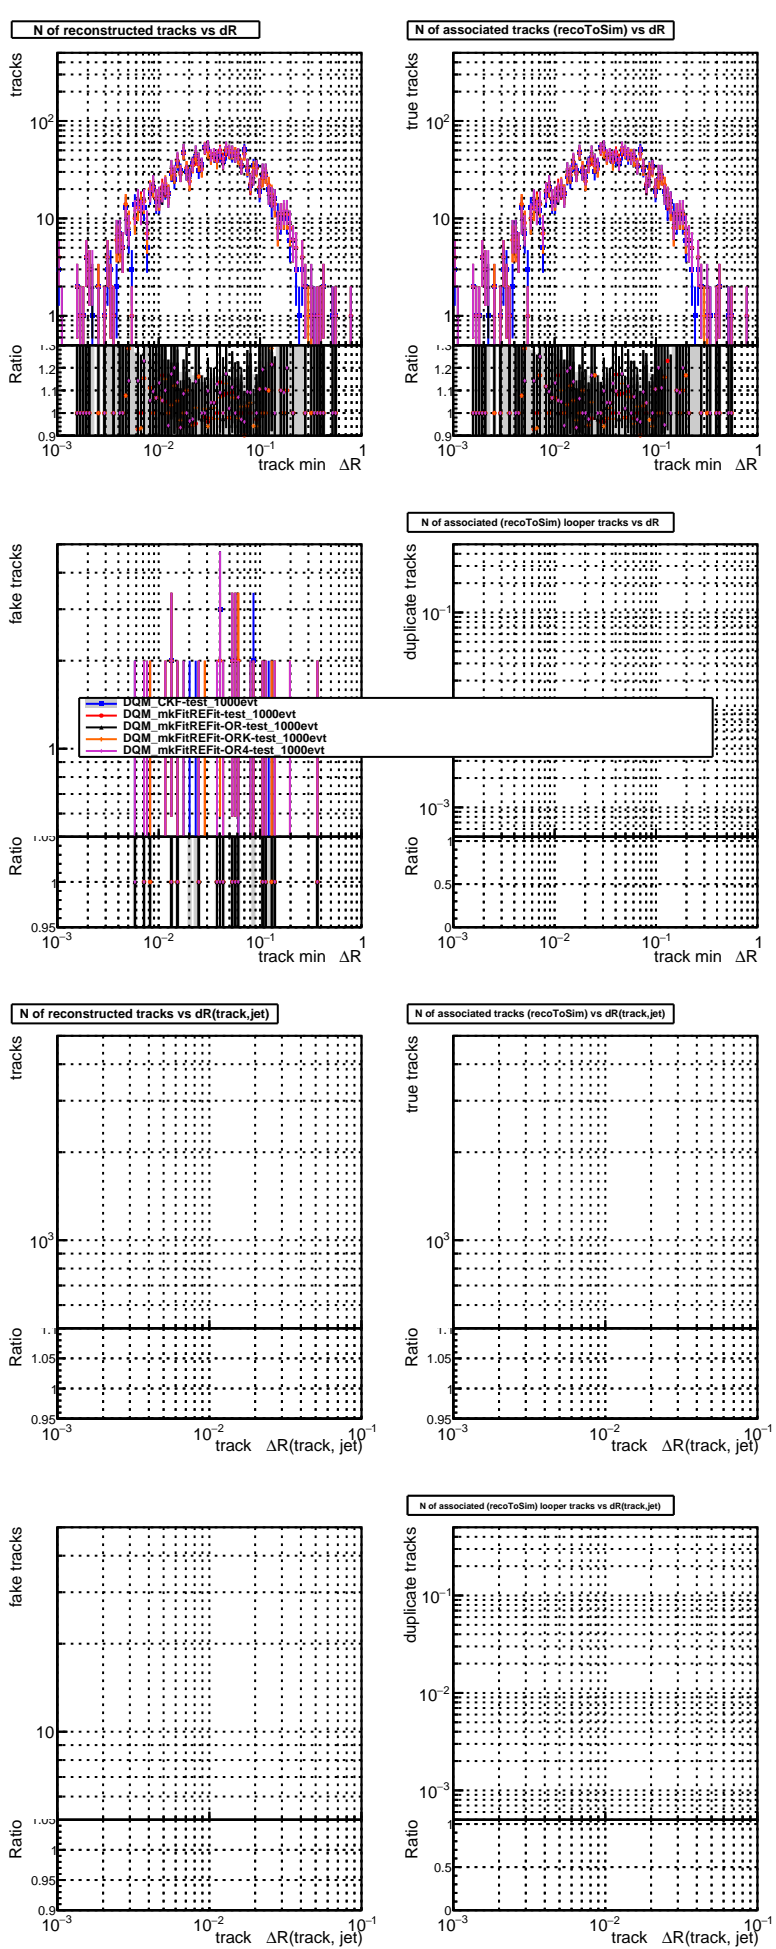 N of reconstructed tracks vs dR
tracks
10²
10
1
Ratio
1.3
1.2
1.1
1
0.9
10⁻³ 10⁻² 10⁻¹ 1
track min ΔR
N of associated tracks (recoToSim) vs dR
true tracks
10²
10
1
Ratio
1.3
1.2
1.1
1
0.9
10⁻³ 10⁻² 10⁻¹ 1
track min ΔR
fake tracks
1
Ratio
1.05
1
0.95
10⁻³ 10⁻² 10⁻¹ 1
track min ΔR
N of associated (recoToSim) looper tracks vs dR
duplicate tracks
10⁻¹
10⁻³
Ratio
1
0.5
0
10⁻³ 10⁻² 10⁻¹ 1
track min ΔR
DQM_CKF-test_1000evt
DQM_mkFitREFit-test_1000evt
DQM_mkFitREFit-OR-test_1000evt
DQM_mkFitREFit-ORK-test_1000evt
DQM_mkFitREFit-OR4-test_1000evt
N of reconstructed tracks vs dR(track,jet)
tracks
10³
Ratio
1.1
1.05
1
0.95
10⁻³ 10⁻² 10⁻¹
track ΔR(track, jet)
N of associated tracks (recoToSim) vs dR(track,jet)
true tracks
10³
Ratio
1.1
1.05
1
0.95
10⁻³ 10⁻² 10⁻¹
track ΔR(track, jet)
fake tracks
10
Ratio
1.05
1
0.95
0.9
10⁻³ 10⁻² 10⁻¹
track ΔR(track, jet)
N of associated (recoToSim) looper tracks vs dR(track,jet)
duplicate tracks
10⁻¹
10⁻²
10⁻³
Ratio
1
0.5
0
10⁻³ 10⁻² 10⁻¹
track ΔR(track, jet)